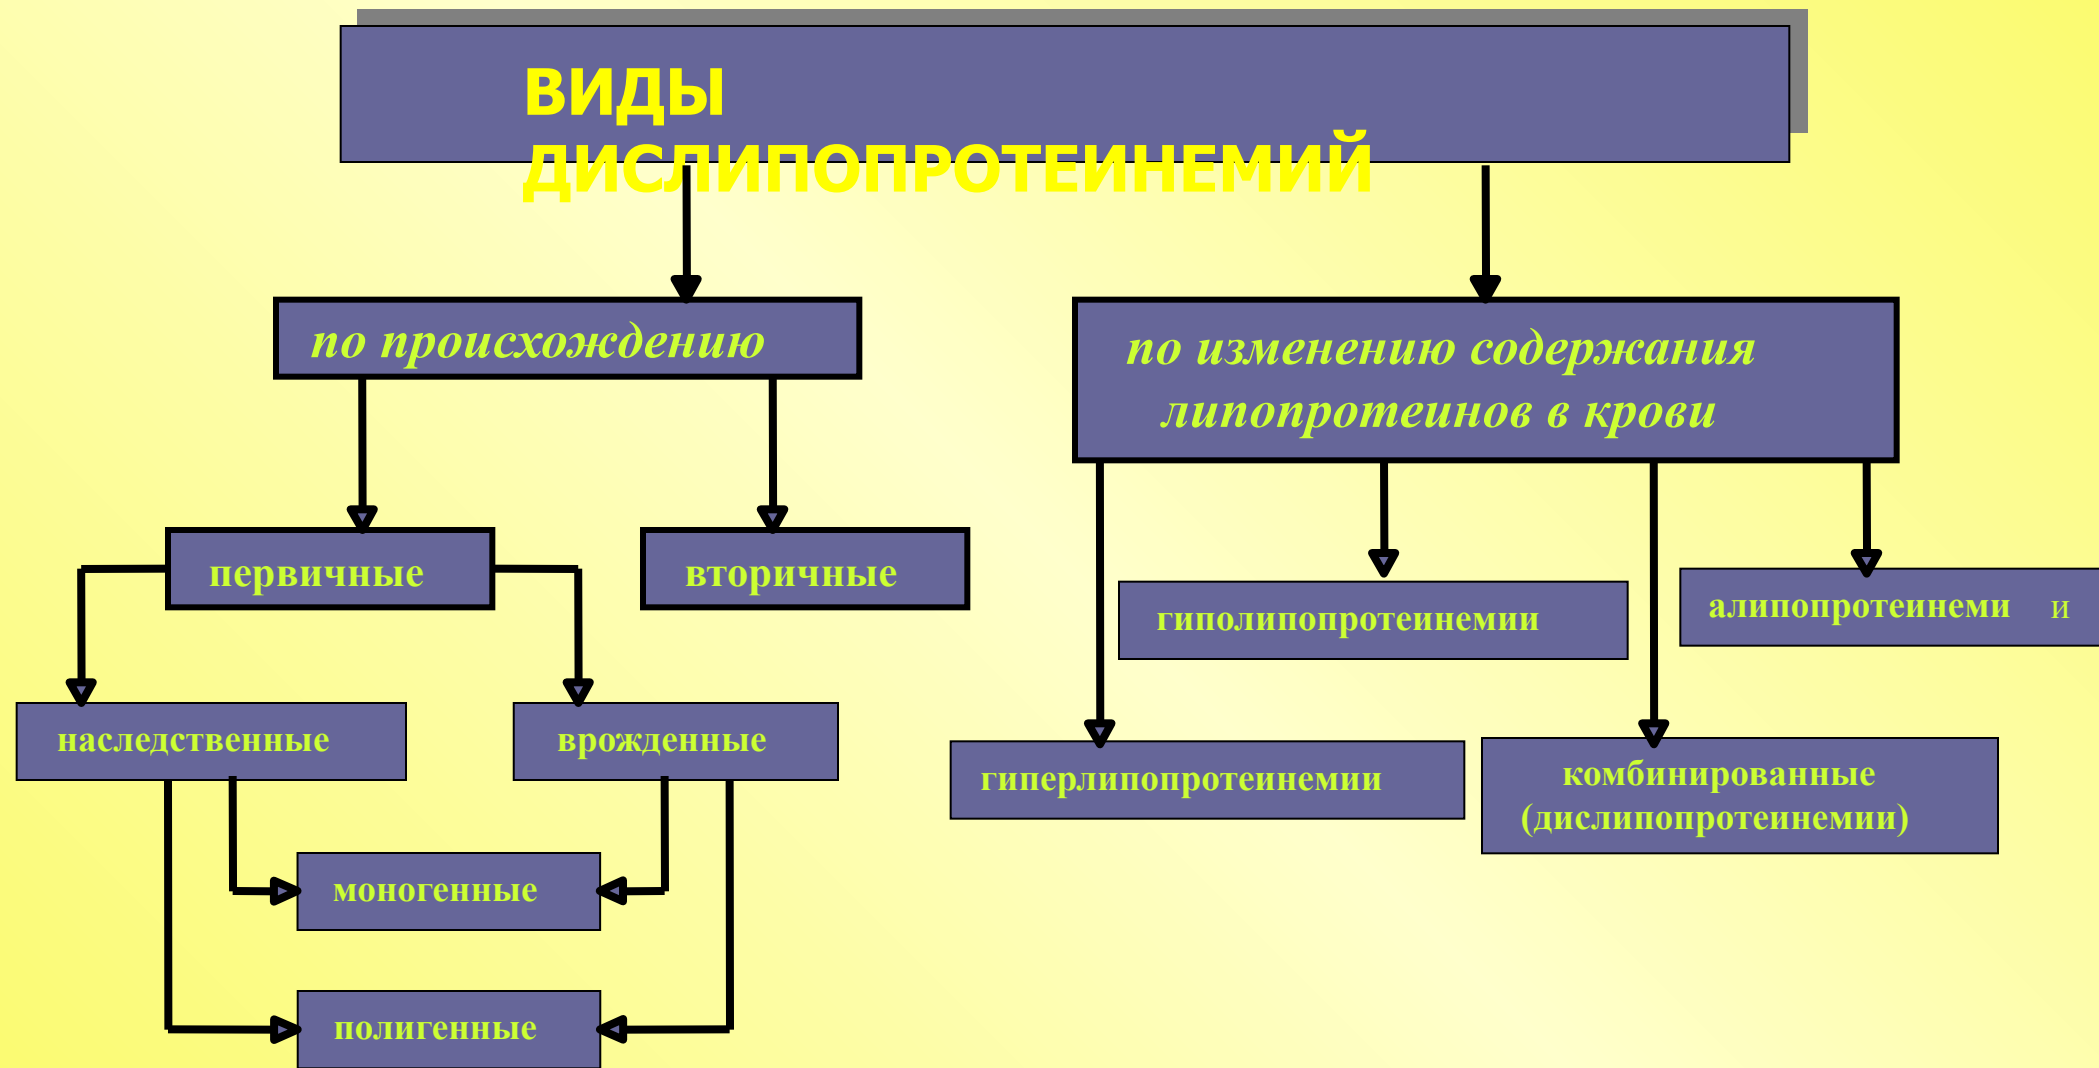 ВИДЫ
ДИСЛИПОПРОТЕИНЕМИЙ
по происхождению
по изменению содержания
липопротеинов в крови
первичные
вторичные
гиполипопротеинемии
алипопротеинеми и
наследственные
врожденные
гиперлипопротеинемии
комбинированные
(дислипопротеинемии)
моногенные
полигенные